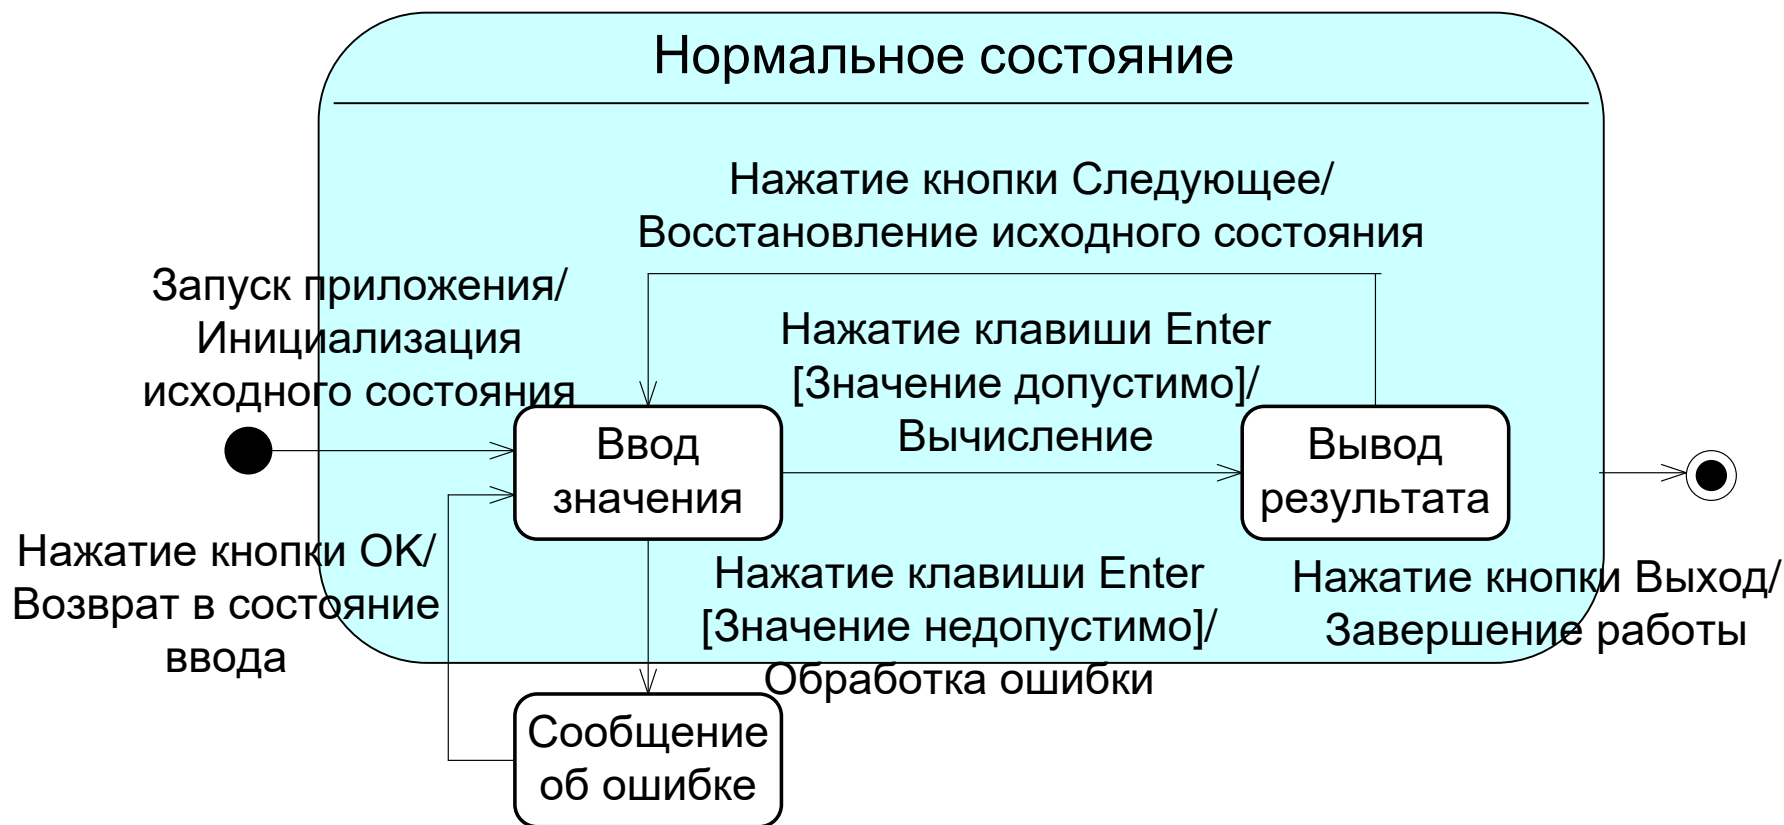 Нормальное состояние
Нажатие кнопки Следующее/
Восстановление исходного состояния
Запуск приложения/
Инициализация
исходного состояния
Нажатие клавиши Enter
[Значение допустимо]/
Вычисление
Ввод
значения
Вывод
результата
Нажатие кнопки OK/
Возврат в состояние
ввода
Нажатие клавиши Enter
[Значение недопустимо]/
Обработка ошибки
Нажатие кнопки Выход/
Завершение работы
Сообщение
об ошибке